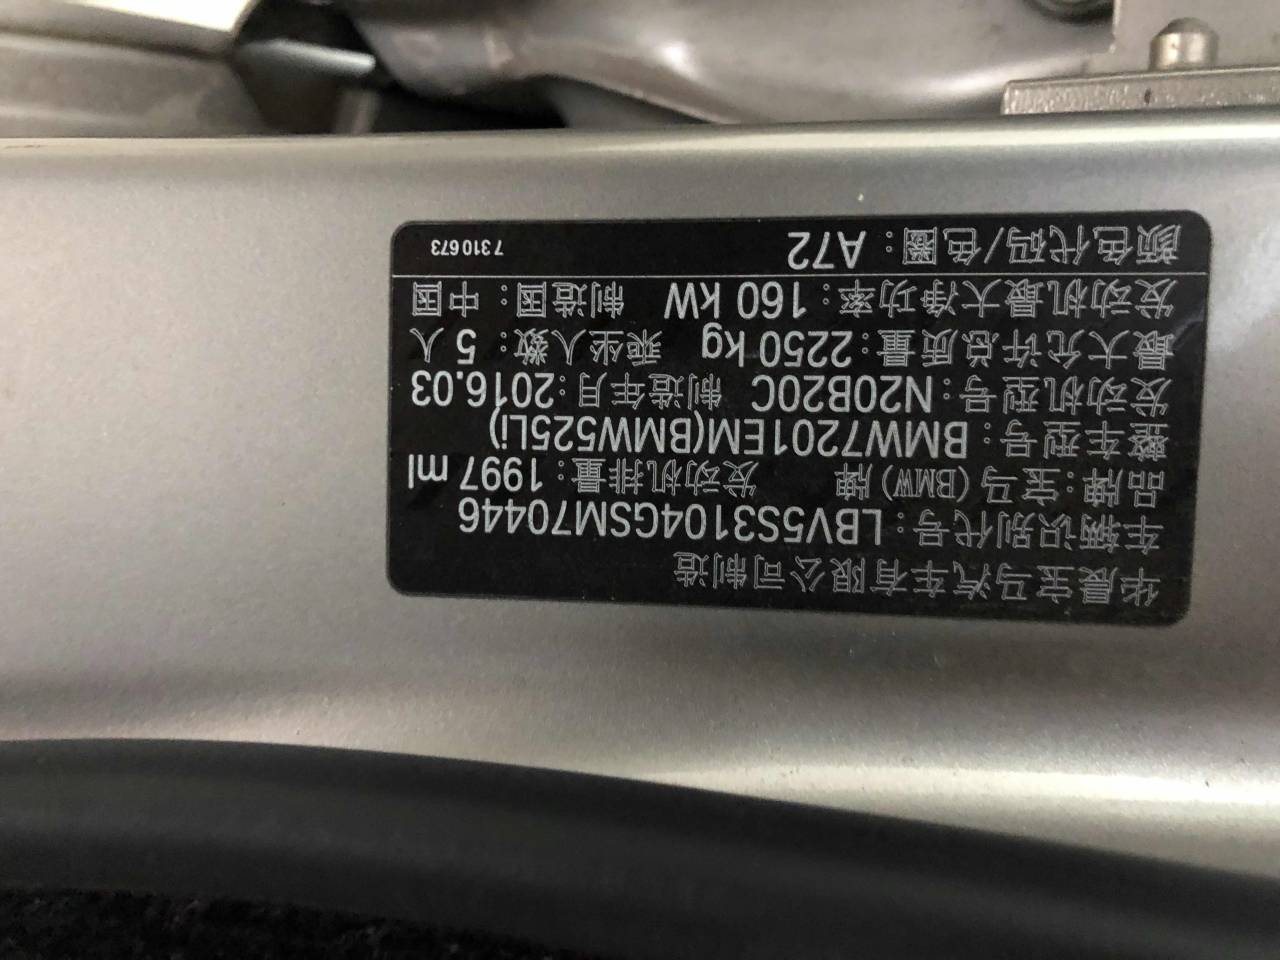 华晨宝马汽车有限公司制造
车辆识别代号：LBV5S3104GSM70446
品牌：宝马（BMW）牌 发动机排量：1997 ml
整车型号：BMW7201EM(BMW525Li)
发动机型号：N20B20C 制造年月：2016.03
最大允许总质量：2250 kg 乘坐人数：5 人
发动机最大净功率：160 kW 制造国：中国
颜色代码/色圈：A72 7 310 673